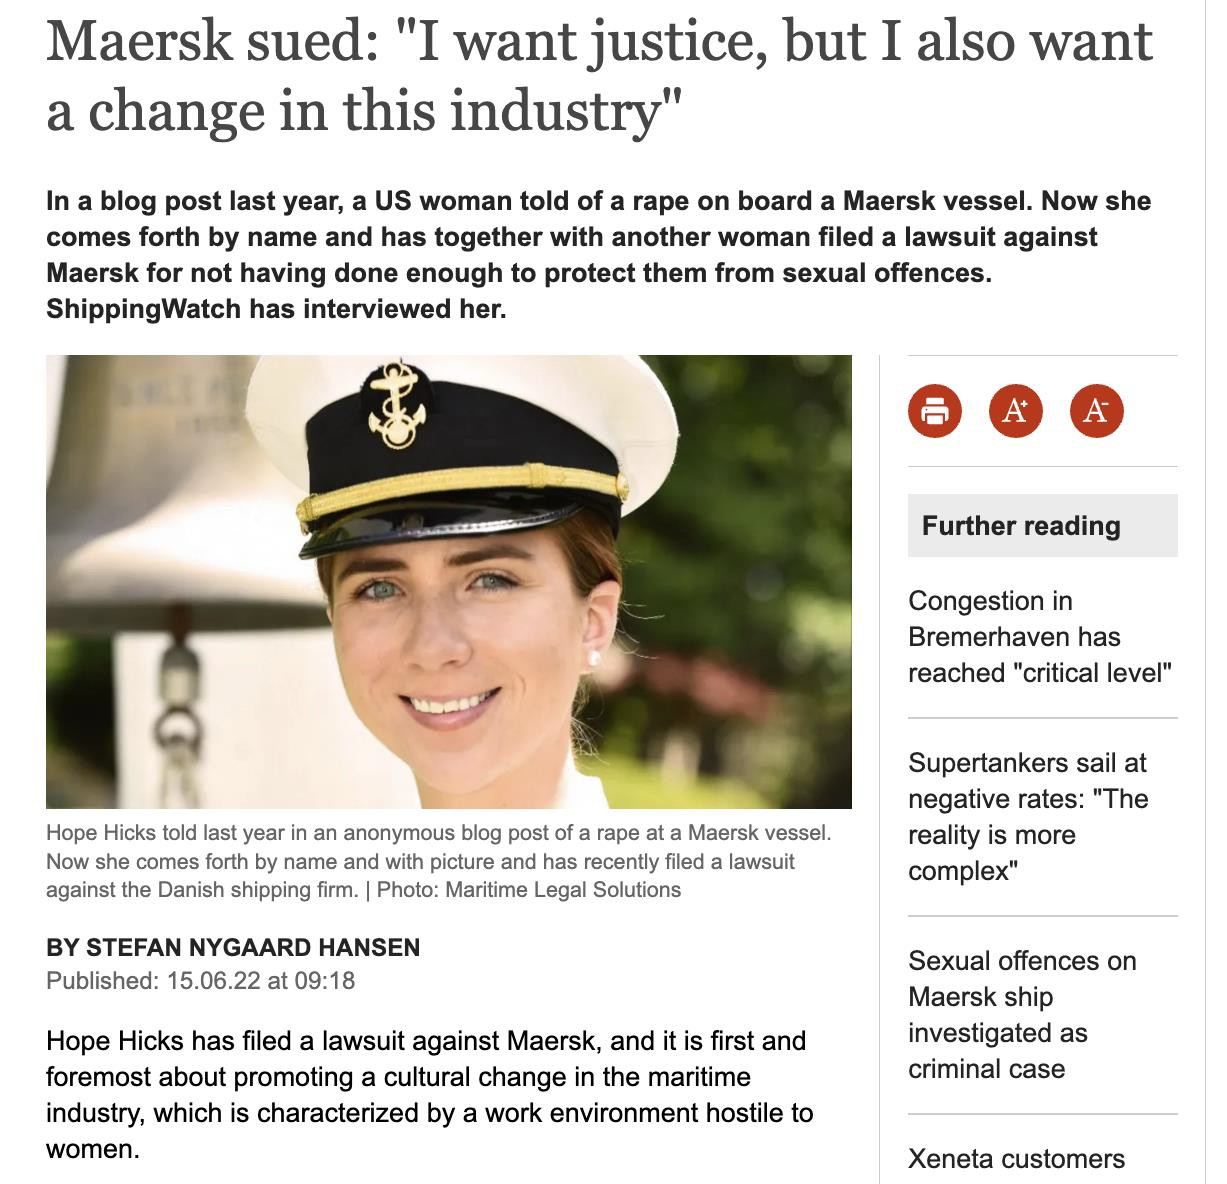 Maersk sued: "I want justice, but I also want
a change in this industry"
In a blog post last year, a US woman told of a rape on board a Maersk vessel. Now she
comes forth by name and has together with another woman filed a lawsuit against
Maersk for not having done enough to protect them from sexual offences.
ShippingWatch has interviewed her.
Hope Hicks told last year in an anonymous blog post of a rape at a Maersk vessel.
Now she comes forth by name and with picture and has recently filed a lawsuit
against the Danish shipping firm. | Photo: Maritime Legal Solutions
BY STEFAN NYGAARD HANSEN
Published: 15.06.22 at 09:18
Hope Hicks has filed a lawsuit against Maersk, and it is first and
foremost about promoting a cultural change in the maritime
industry, which is characterized by a work environment hostile to
women.
A+
A-
Further reading
Congestion in
Bremerhaven has
reached "critical level"
Supertankers sail at
negative rates: "The
reality is more
complex"
Sexual offences on
Maersk ship
investigated as
criminal case
Xeneta customers